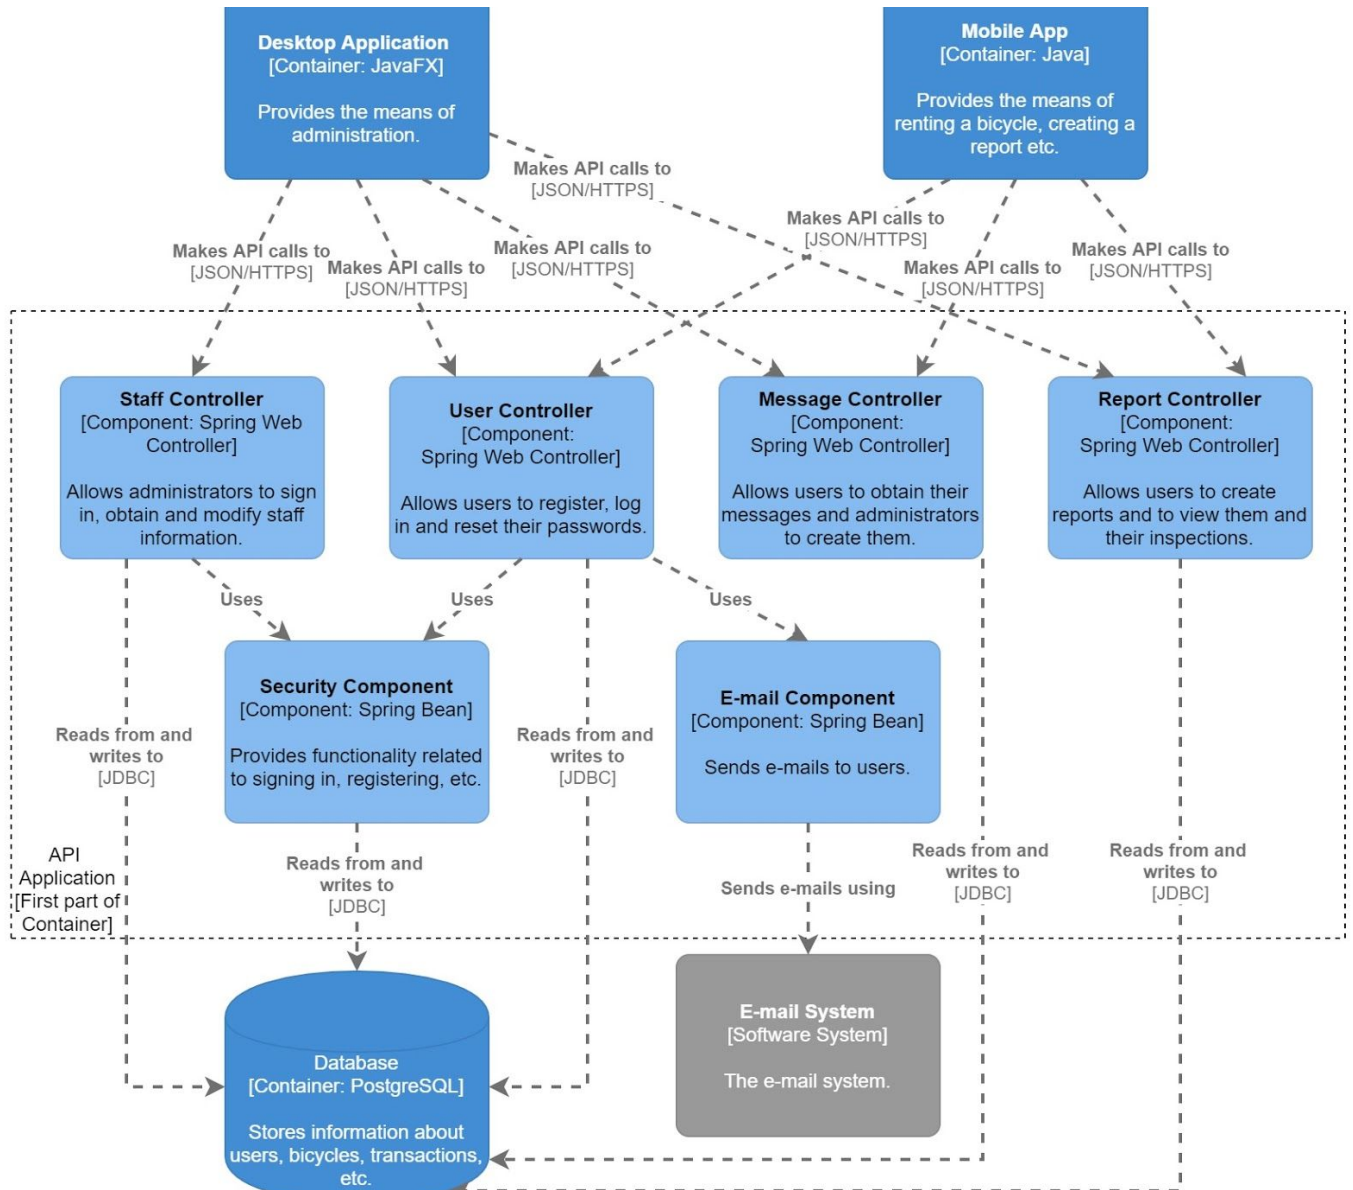 Desktop Application
[Container: JavaFX]
Provides the means of
administration.
Mobile App
[Container: Java]
Provides the means of
renting a bicycle, creating a
report etc.
Makes API calls to
[JSON/HTTPS]
Makes API calls to
[JSON/HTTPS]
Makes API calls to
[JSON/HTTPS]
Makes API calls to
[JSON/HTTPS]
Makes API calls to
[JSON/HTTPS]
Makes API calls to
[JSON/HTTPS]
Makes API calls to
[JSON/HTTPS]
Staff Controller
[Component: Spring Web
Controller]
Allows administrators to sign
in, obtain and modify staff
information.
User Controller
[Component:
Spring Web Controller]
Allows users to register, log
in and reset their passwords.
Message Controller
[Component:
Spring Web Controller]
Allows users to obtain their
messages and administrators
to create them.
Report Controller
[Component:
Spring Web Controller]
Allows users to create
reports and to view them and
their inspections.
Uses
Uses
Uses
Security Component
[Component: Spring Bean]
Provides functionality related
to signing in, registering, etc.
E-mail Component
[Component: Spring Bean]
Sends e-mails to users.
Reads from and
writes to
[JDBC]
Reads from and
writes to
[JDBC]
API
Application
[First part of
Container]
Reads from and
writes to
[JDBC]
Sends e-mails using
Reads from and
writes to
[JDBC]
Reads from and
writes to
[JDBC]
Database
[Container: PostgreSQL]
Stores information about
users, bicycles, transactions,
etc.
E-mail System
[Software System]
The e-mail system.